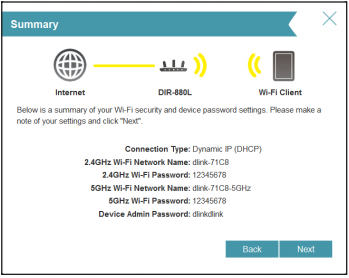 Summary
Internet
DIR-880L
Wi-Fi Client
Below is a summary of your Wi-Fi security and device password settings. Please make a
note of your settings and click "Next".
Connection Type: Dynamic IP (DHCP)
2.4GHz Wi-Fi Network Name: dlink-71C8
2.4GHz Wi-Fi Password: 12345678
5GHz Wi-Fi Network Name: dlink-71C8-5GHz
5GHz Wi-Fi Password: 12345678
Device Admin Password: dlinkdlink
Back
Next